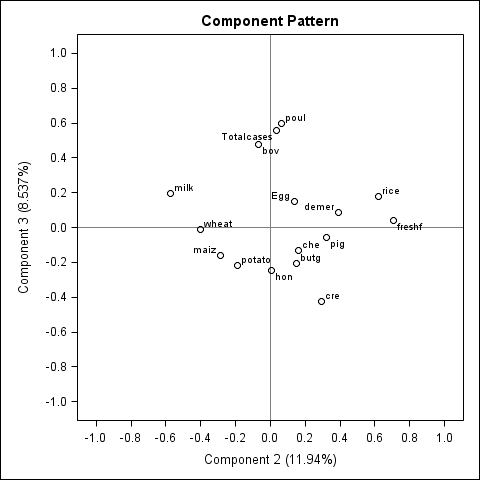 Component Pattern
1.0
0.8
0.6
0.4
0.2
0.0
-0.2
-0.4
-0.6
-0.8
-1.0
Component 3 (8.537%)
poul
Totalcases
bov
milk
Egg
demer
rice
freshf
wheat
maiz
potato
che
pig
butg
hon
cre
-1.0 -0.8 -0.6 -0.4 -0.2 0.0 0.2 0.4 0.6 0.8 1.0
Component 2 (11.94%)